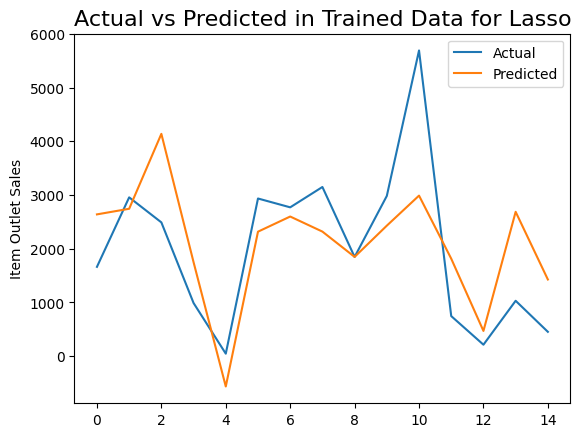 Actual vs Predicted in Trained Data for Lasso
Actual
Predicted
Item Outlet Sales
6000
5000
4000
3000
2000
1000
0
0 2 4 6 8 10 12 14